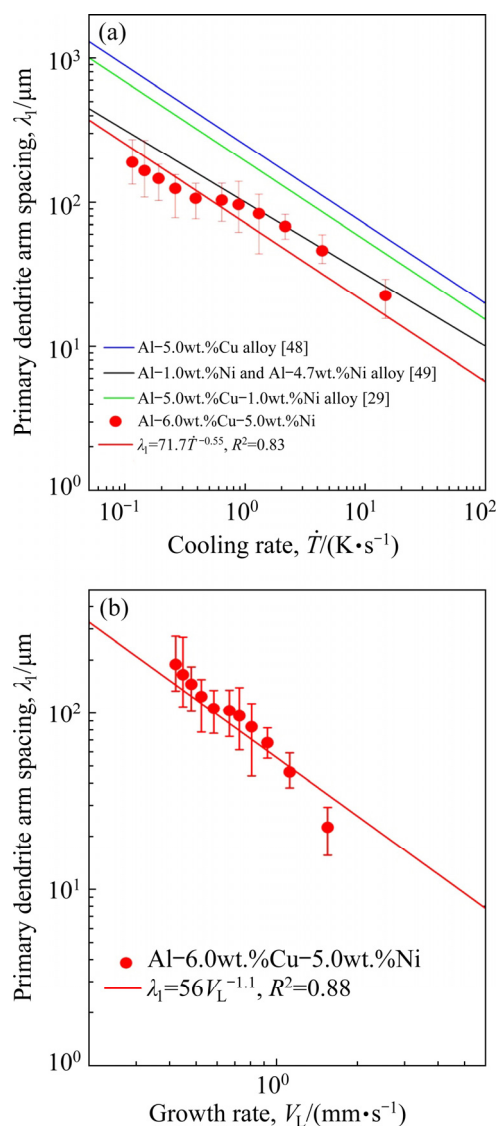 (a)
10³
10²
10¹
10⁰
Primary dendrite arm spacing, λ₁/μm
Al−5.0wt.%Cu alloy [48]
Al−1.0wt.%Ni and Al−4.7wt.%Ni alloy [49]
Al−5.0wt.%Cu−1.0wt.%Ni alloy [29]
Al−6.0wt.%Cu−5.0wt.%Ni
λ₁=71.7Ṫ⁻⁰·⁵⁵, R²=0.83
10⁻¹ 10⁰ 10¹ 10²
Cooling rate, Ṫ/(K•s⁻¹)
(b)
10²
10¹
10⁰
Primary dendrite arm spacing, λ₁/μm
Al−6.0wt.%Cu−5.0wt.%Ni
λ₁=56V_L⁻¹·¹, R²=0.88
10⁰
Growth rate, V_L/(mm•s⁻¹)